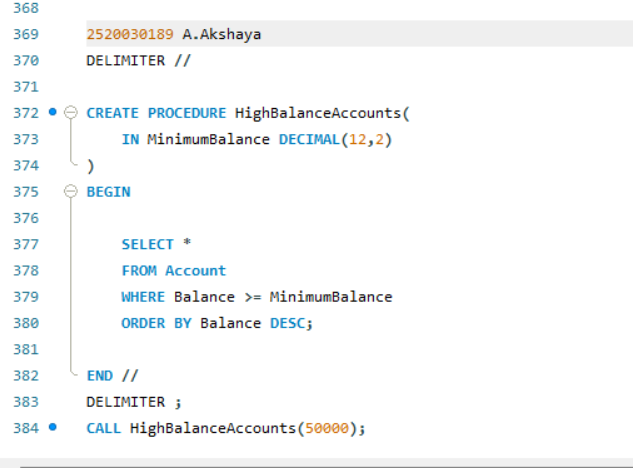 368
369 2520030189 A.Akshaya
370 DELIMITER //
371
372 CREATE PROCEDURE HighBalanceAccounts(
373 IN MinimumBalance DECIMAL(12,2)
374 )
375 BEGIN
376
377 SELECT *
378 FROM Account
379 WHERE Balance >= MinimumBalance
380 ORDER BY Balance DESC;
381
382 END //
383 DELIMITER ;
384 CALL HighBalanceAccounts(50000);